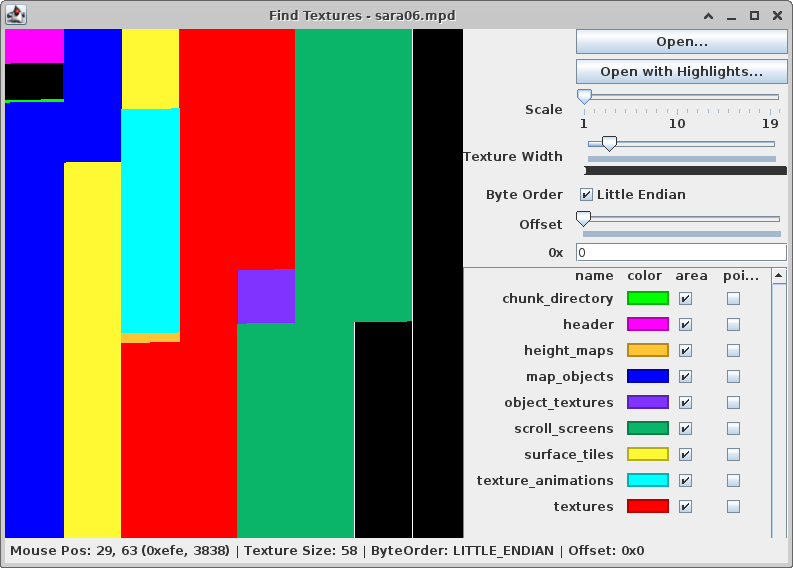 Find Textures - sara06.mpd
Open...
Open with Highlights...
Scale
1 10 19
Texture Width
Byte Order Little Endian
Offset
0x 0
name color area poi...
chunk_directory
header
height_maps
map_objects
object_textures
scroll_screens
surface_tiles
texture_animations
textures
Mouse Pos: 29, 63 (0xefe, 3838) | Texture Size: 58 | ByteOrder: LITTLE_ENDIAN | Offset: 0x0